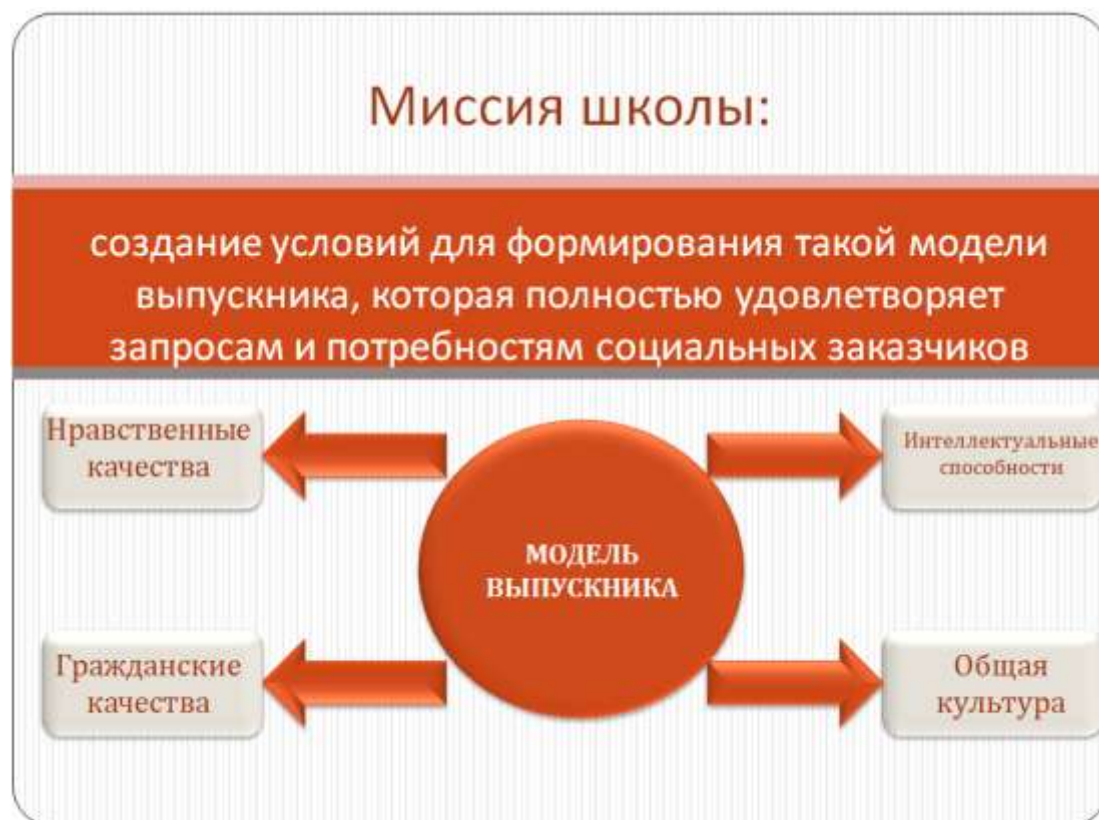 Миссия школы:
создание условий для формирования такой модели
выпускника, которая полностью удовлетворяет
запросам и потребностям социальных заказчиков
Нравственные
качества
Интеллектуальные
способности
МОДЕЛЬ
ВЫПУСКНИКА
Гражданские
качества
Общая
культура